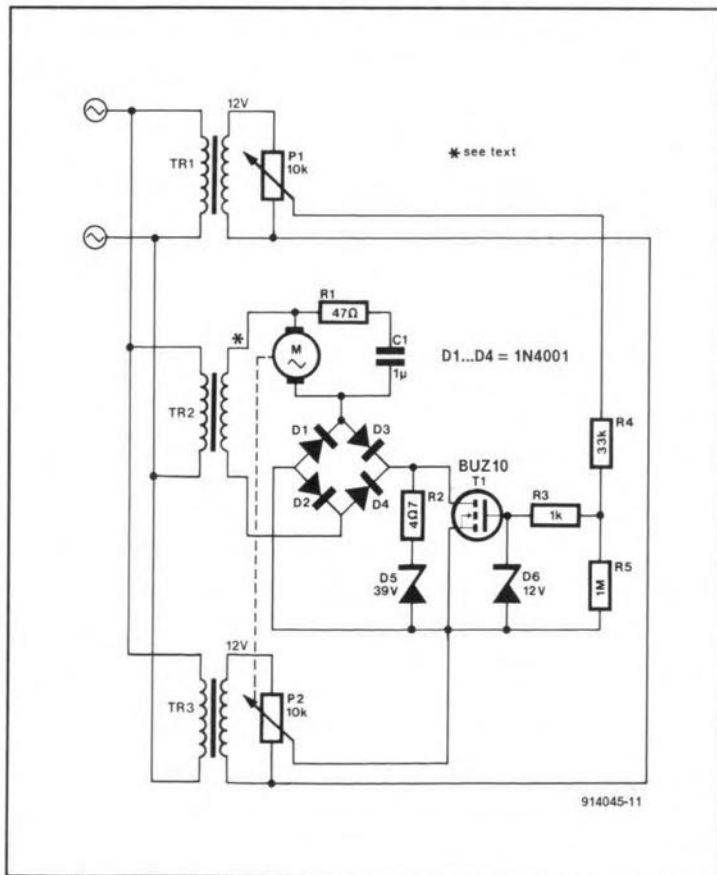 12V
P1
10k
TR1
* see text
R1
47Ω
M
C1
1µ
*
TR2
D1...D4 = 1N4001
D1
D3
D2
D4
R4
33k
BUZ10
T1
R2
4Ω7
R3
1k
R5
1M
D5
39V
D6
12V
12V
P2
10k
TR3
914045-11